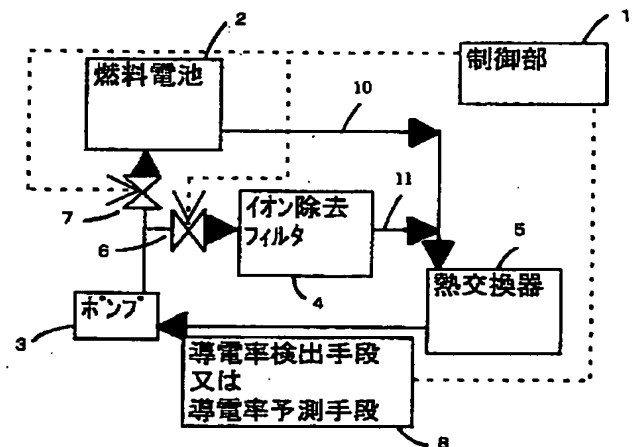 1
2
制御部
燃料電池
10
7
6
イオン除去
フィルタ
11
4
5
熱交換器
ポンプ
3
導電率検出手段
又は
導電率予測手段
8